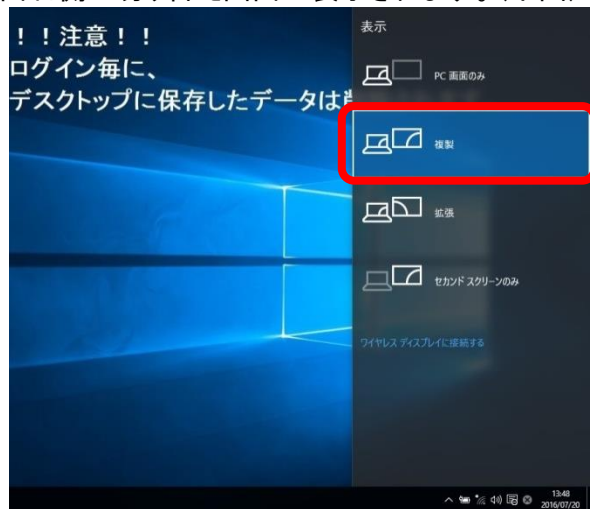 ！！注意！！
ログイン毎に、
デスクトップに保存したデータは
表示
PC 画面のみ
複製
拡張
セカンド スクリーンのみ
ワイヤレス ディスプレイに接続する
13:48
2016/07/20